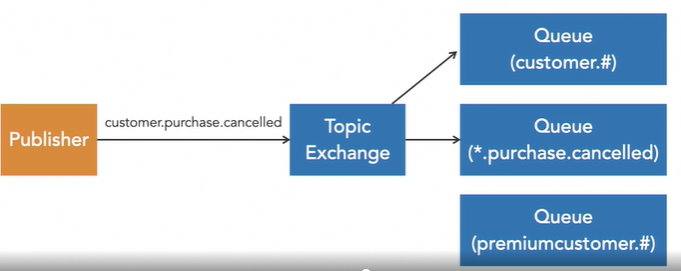 Publisher
customer.purchase.cancelled
Topic
Exchange
Queue
(customer.#)
Queue
(*.purchase.cancelled)
Queue
(premiumcustomer.#)